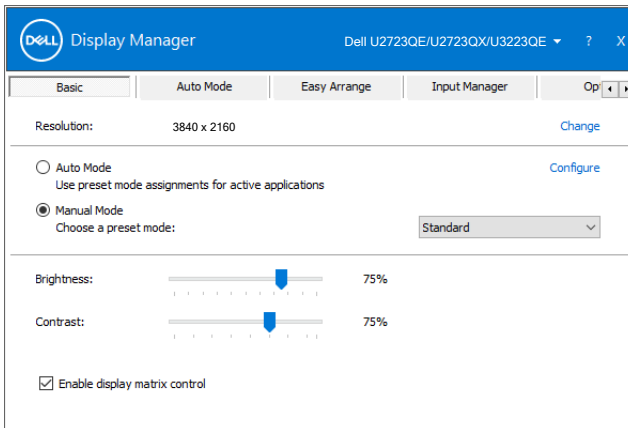 DELL Display Manager Dell U2723QE/U2723QX/U3223QE ? X
Basic Auto Mode Easy Arrange Input Manager Op
Resolution: 3840 x 2160 Change
Auto Mode Configure
Use preset mode assignments for active applications
Manual Mode
Choose a preset mode: Standard
Brightness: 75%
Contrast: 75%
Enable display matrix control